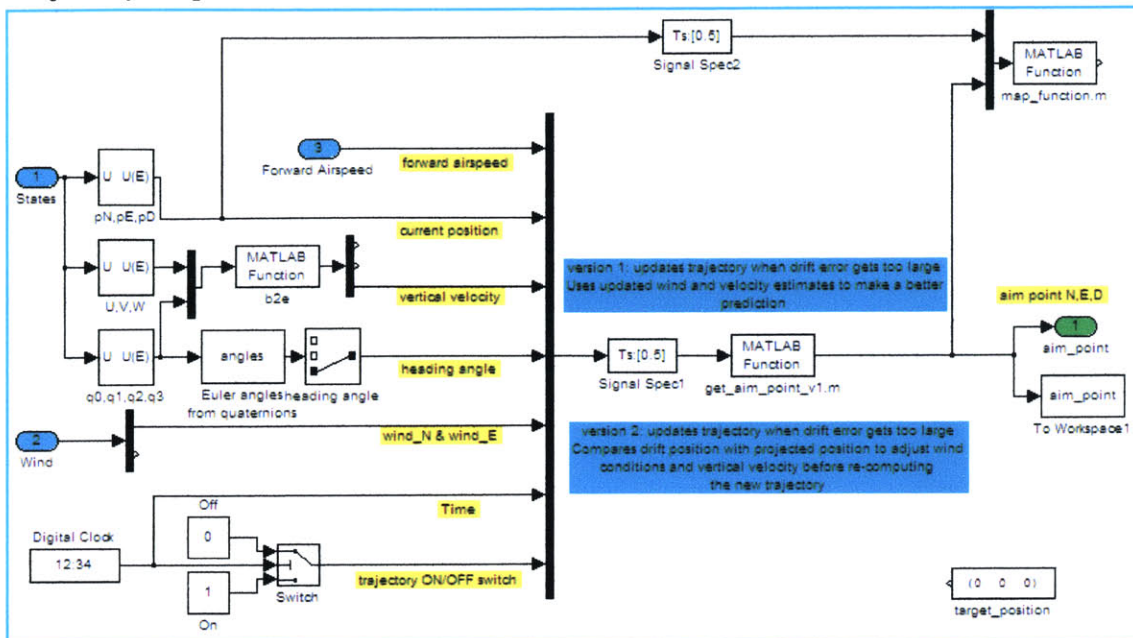 Ts:[0.5]
Signal Spec2
MATLAB
Function
map_function.m
3
Forward Airspeed
forward airspeed
1
States
U U(E)
pN,pE,pD
current position
U U(E)
U,V,W
MATLAB
Function
b2e
vertical velocity
version 1: updates trajectory when drift error gets too large
Uses updated wind and velocity estimates to make a better
prediction
aim point N,E,D
1
aim_point
U U(E)
q0,q1,q2,q3
angles
Euler angles
from quaternions
heading angle
heading angle
Ts:[0.5]
Signal Spec1
MATLAB
Function
get_aim_point_v1.m
aim_point
To Workspace1
2
Wind
wind_N & wind_E
version 2: updates trajectory when drift error gets too large
Compares drift position with projected position to adjust wind
conditions and vertical velocity before re-computing
the new trajectory
Time
Off
0
Digital Clock
12:34
Switch
trajectory ON/OFF switch
1
On
(0 0 0)
target_position